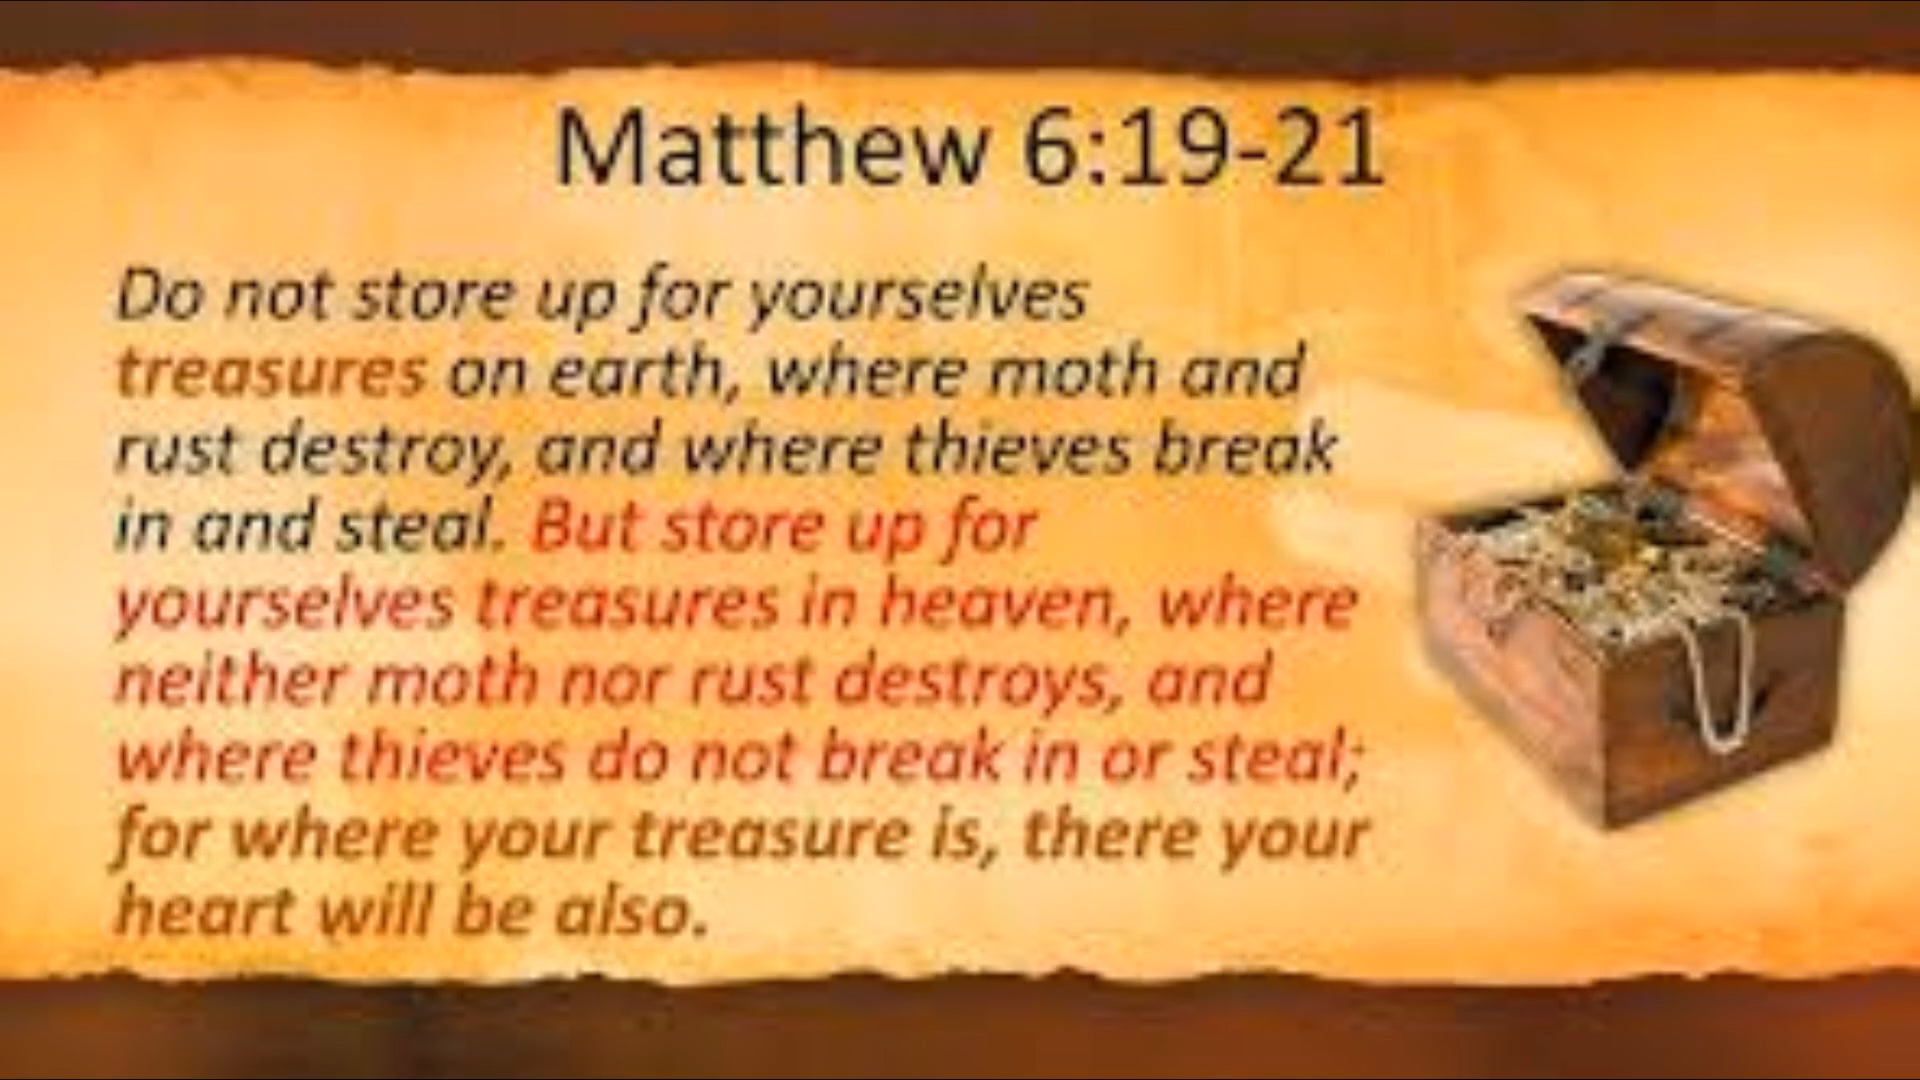 Matthew 6:19-21
Do not store up for yourselves
treasures on earth, where moth and
rust destroy, and where thieves break
in and steal. But store up for
yourselves treasures in heaven, where
neither moth nor rust destroys, and
where thieves do not break in or steal;
for where your treasure is, there your
heart will be also.